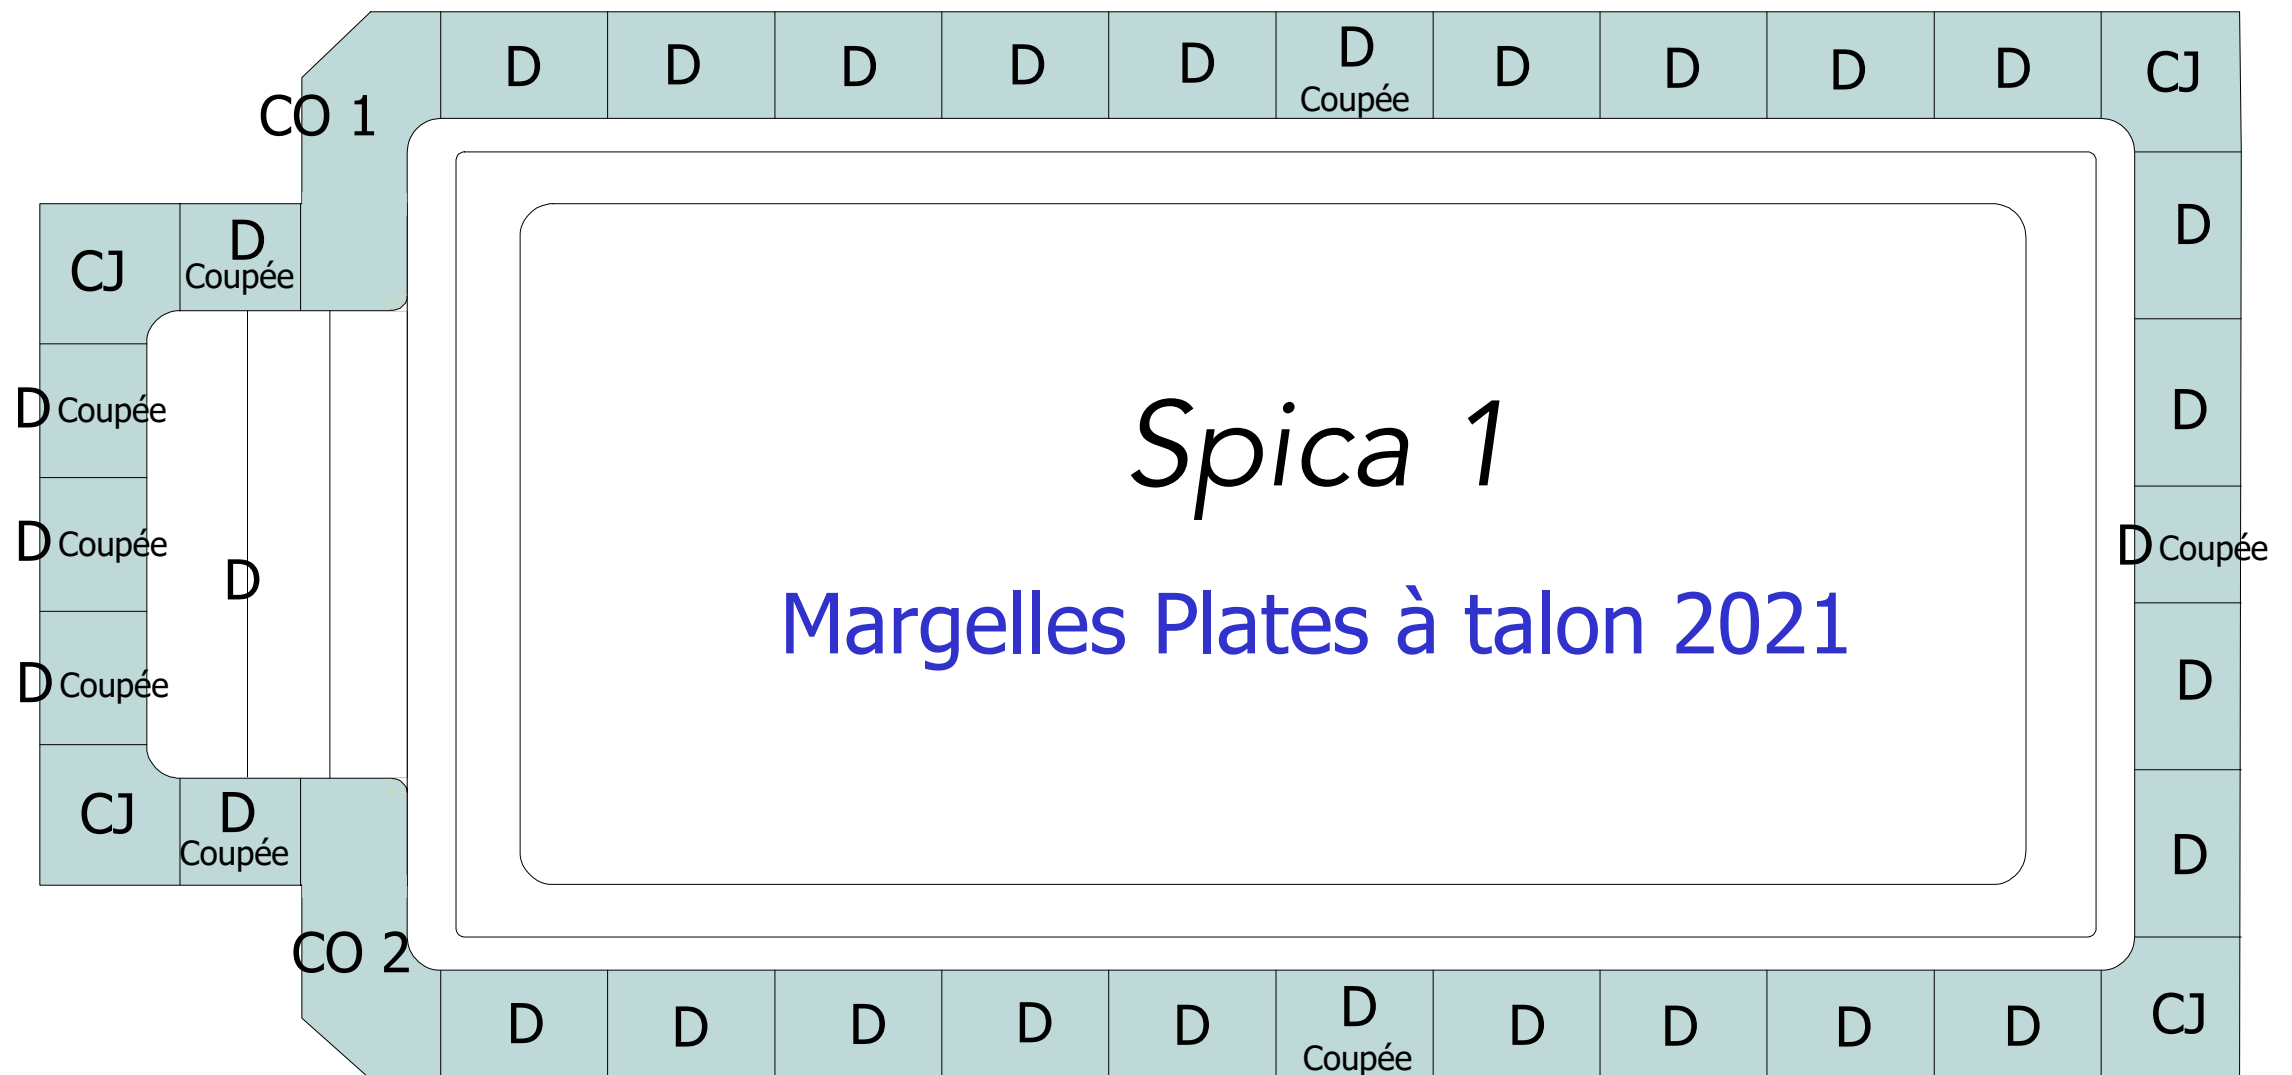 D D D D D D D D D D CJ
Coupée
CO 1
D
CJ Coupée
D
D Coupée
D
Spica 1
D Coupée
D Coupée
D
Margelles Plates à talon 2021
D Coupée
D
CJ D
Coupée
D
CO 2
D D D D D D D D D D CJ
Coupée